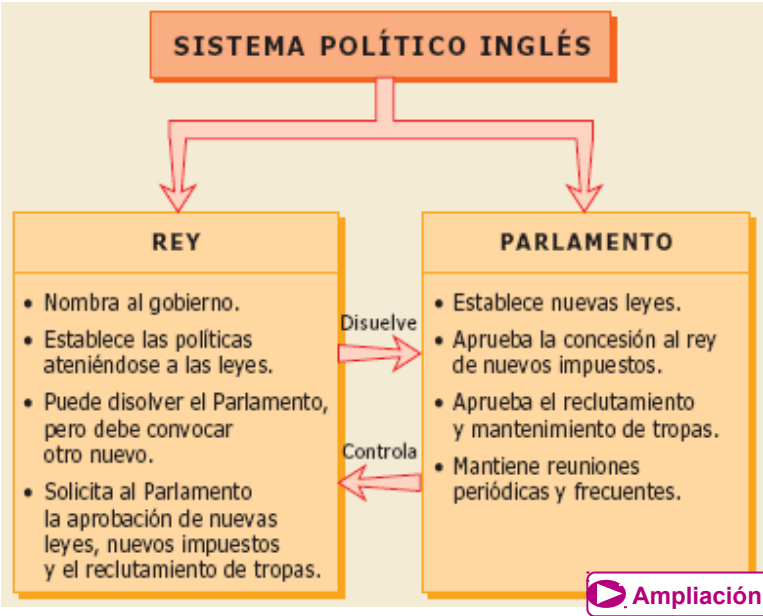 SISTEMA POLÍTICO INGLÉS
REY
• Nombra al gobierno.
• Establece las políticas
ateniéndose a las leyes.
• Puede disolver el Parlamento,
pero debe convocar
otro nuevo.
• Solicita al Parlamento
la aprobación de nuevas
leyes, nuevos impuestos
y el reclutamiento de tropas.
Disuelve
Controla
PARLAMENTO
• Establece nuevas leyes.
• Aprueba la concesión al rey
de nuevos impuestos.
• Aprueba el reclutamiento
y mantenimiento de tropas.
• Mantiene reuniones
periódicas y frecuentes.
Ampliación